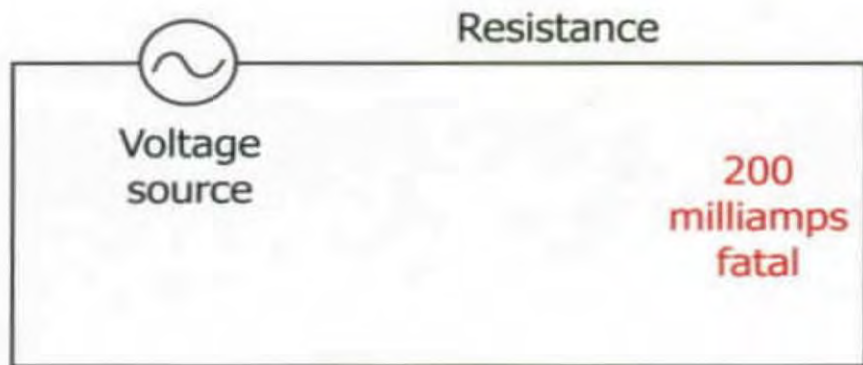 Resistance
Voltage
source
200
milliamps
fatal